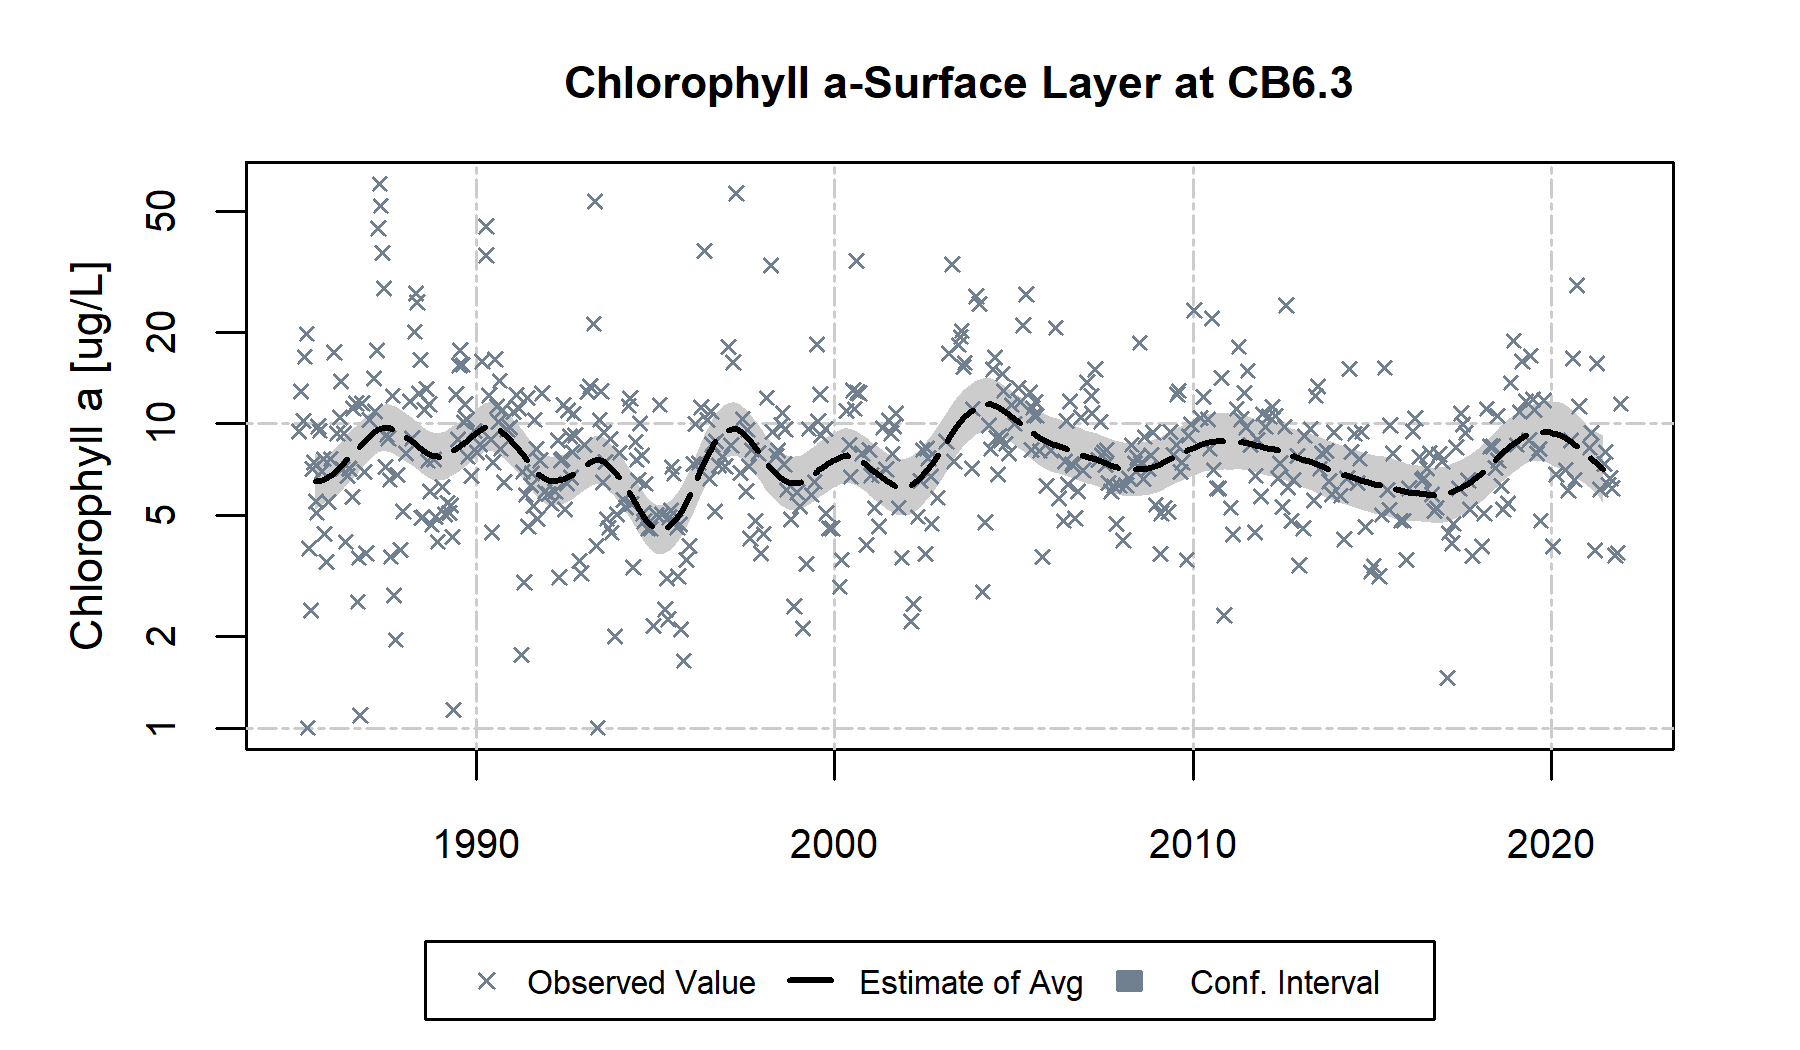 Chlorophyll a-Surface Layer at CB6.3
Chlorophyll a [ug/L]
50
20
10
5
2
1
1990 2000 2010 2020
Observed Value Estimate of Avg Conf. Interval